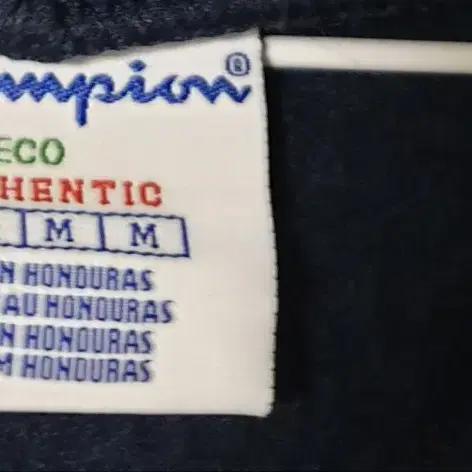 mpion®
ECO
HENTIC
M M
N HONDURAS
AU HONDURAS
N HONDURAS
M HONDURAS